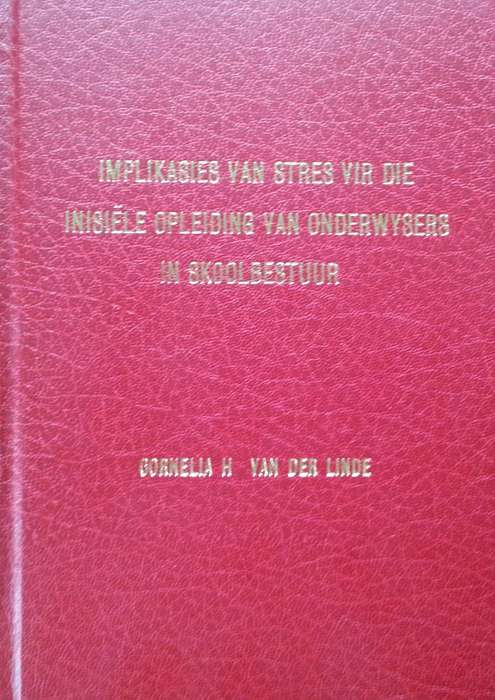 IMPLIKASIES VAN STRES VIR DIE
INISIËLE OPLEIDING VAN ONDERWYSERS
IN SKOOLBESTUUR
CORNELIA H VAN DER LINDE